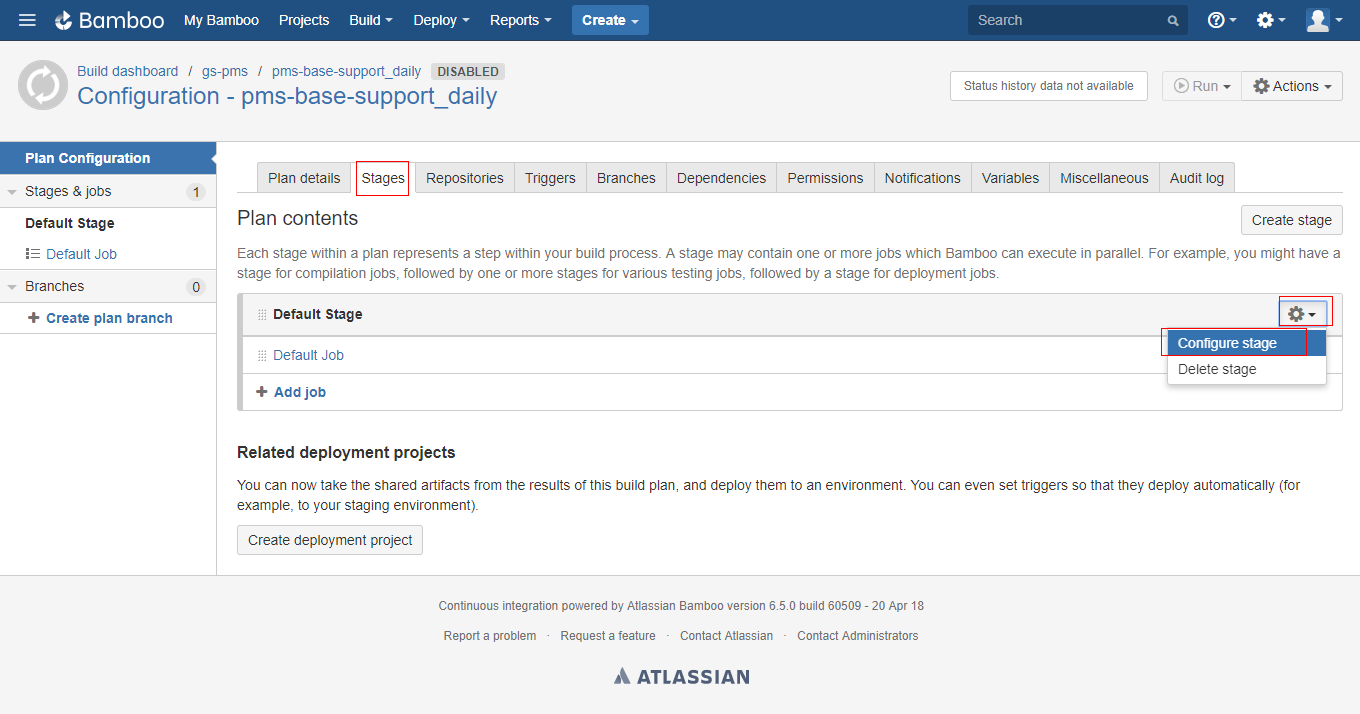 Bamboo My Bamboo Projects Build Deploy Reports Create Search
Build dashboard / gs-pms / pms-base-support_daily DISABLED
Configuration - pms-base-support_daily
Status history data not available Run Actions
Plan Configuration
Stages & jobs 1
Default Stage
Default Job
Branches 0
Create plan branch
Plan details Stages Repositories Triggers Branches Dependencies Permissions Notifications Variables Miscellaneous Audit log
Plan contents
Create stage
Each stage within a plan represents a step within your build process. A stage may contain one or more jobs which Bamboo can execute in parallel. For example, you might have a
stage for compilation jobs, followed by one or more stages for various testing jobs, followed by a stage for deployment jobs.
Default Stage
Configure stage
Delete stage
Default Job
Add job
Related deployment projects
You can now take the shared artifacts from the results of this build plan, and deploy them to an environment. You can even set triggers so that they deploy automatically (for
example, to your staging environment).
Create deployment project
Continuous integration powered by Atlassian Bamboo version 6.5.0 build 60509 - 20 Apr 18
Report a problem · Request a feature · Contact Atlassian · Contact Administrators
ATLASSIAN